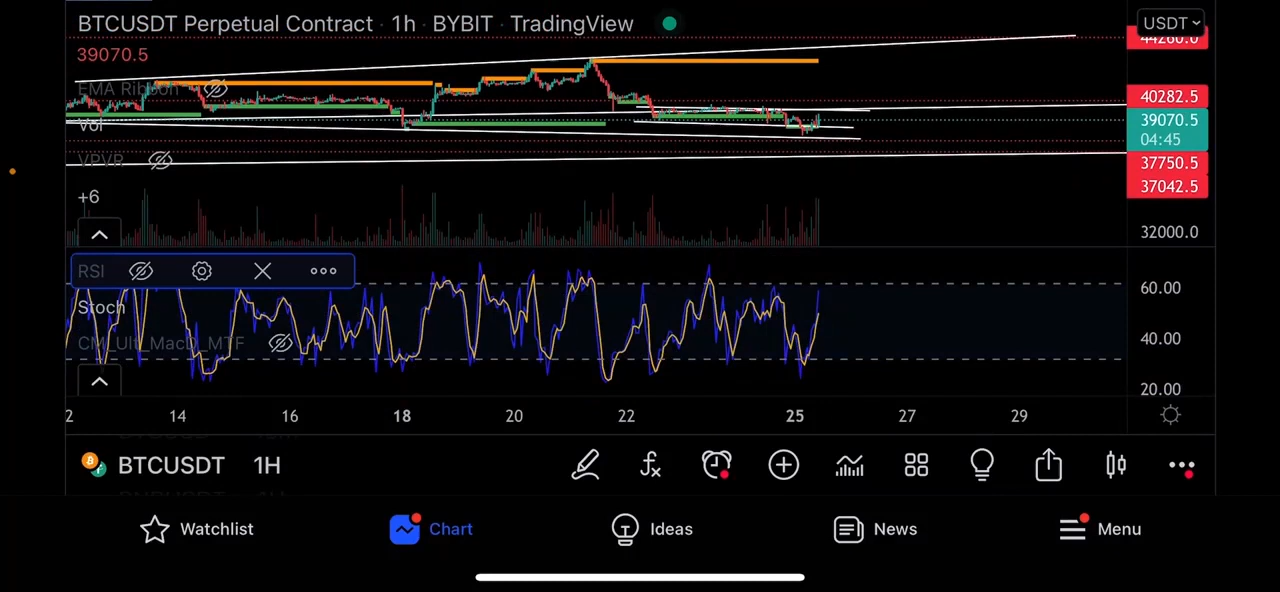 BTCUSDT Perpetual Contract · 1h · BYBIT · TradingView
USDT
39070.5
44260.0
EMA Ribbon
40282.5
Vol
39070.5
04:45
VPVR
37750.5
37042.5
+6
32000.0
RSI
60.00
Stoch
CM_Ult_MacD_MTF
40.00
20.00
2 14 16 18 20 22 25 27 29
BTCUSDT 1H
Watchlist Chart Ideas News Menu